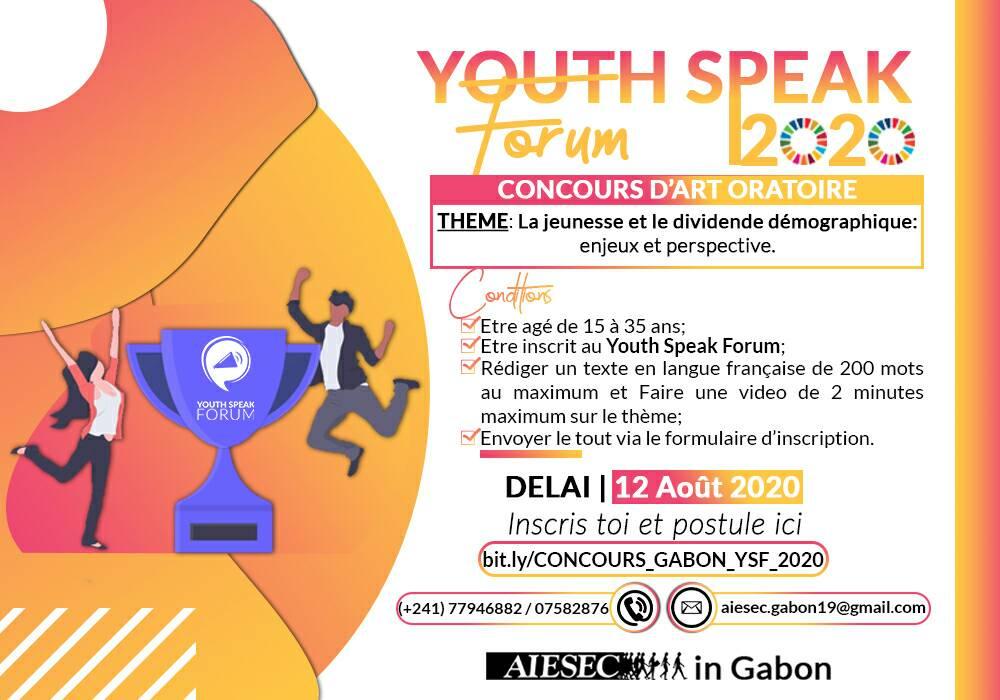 YOUTH SPEAK
Forum
2020
CONCOURS D'ART ORATOIRE
THEME: La jeunesse et le dividende démographique:
enjeux et perspective.
Conditions
Etre agé de 15 à 35 ans;
Etre inscrit au Youth Speak Forum;
Rédiger un texte en langue française de 200 mots
au maximum et Faire une video de 2 minutes
maximum sur le thème;
Envoyer le tout via le formulaire d'inscription.
YOUTH SPEAK
FORUM
DELAI | 12 Août 2020
Inscris toi et postule ici
bit.ly/CONCOURS_GABON_YSF_2020
(+241) 77946882 / 07582876
aiesec.gabon19@gmail.com
AIESEC in Gabon